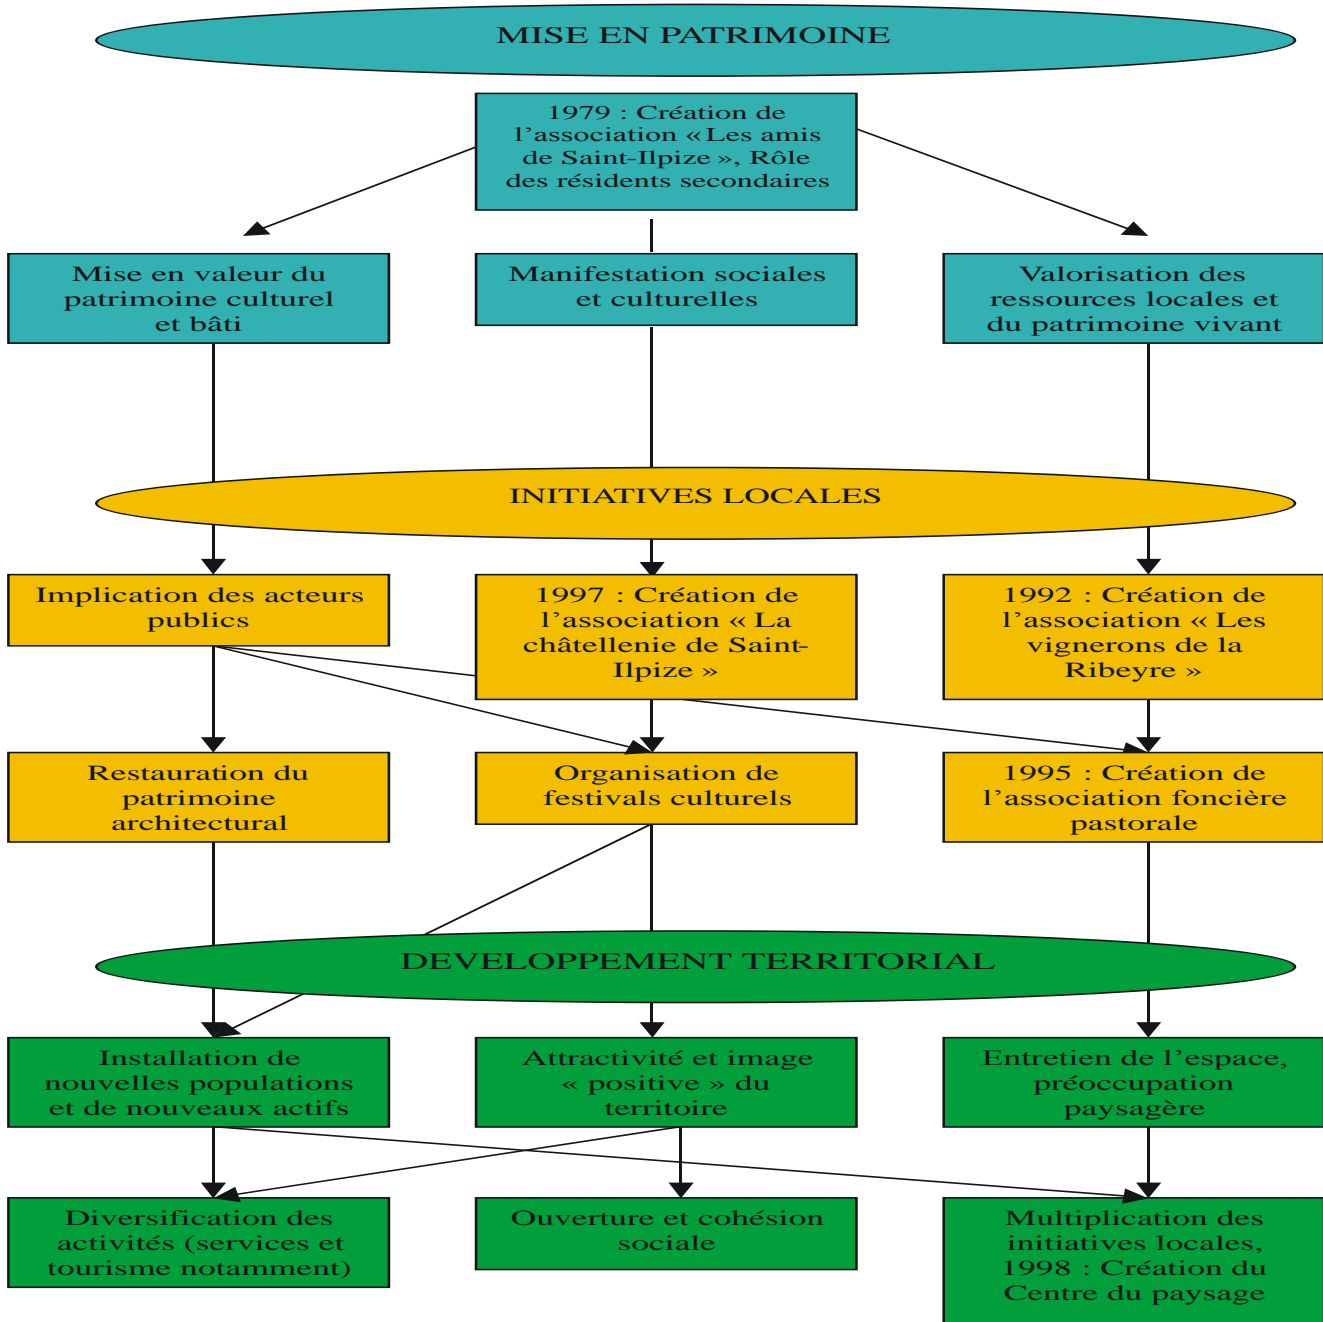 MISE EN PATRIMOINE
1979 : Création de
l'association « Les amis
de Saint-Ilpize », Rôle
des résidents secondaires
Mise en valeur du
patrimoine culturel
et bâti
Manifestation sociales
et culturelles
Valorisation des
ressources locales et
du patrimoine vivant
INITIATIVES LOCALES
Implication des acteurs
publics
1997 : Création de
l'association « La
châtellenie de Saint-
Ilpize »
1992 : Création de
l'association « Les
vignerons de la
Ribeyre »
Restauration du
patrimoine
architectural
Organisation de
festivals culturels
1995 : Création de
l'association foncière
pastorale
DEVELOPPEMENT TERRITORIAL
Installation de
nouvelles populations
et de nouveaux actifs
Attractivité et image
« positive » du
territoire
Entretien de l'espace,
préoccupation
paysagère
Diversification des
activités (services et
tourisme notamment)
Ouverture et cohésion
sociale
Multiplication des
initiatives locales,
1998 : Création du
Centre du paysage